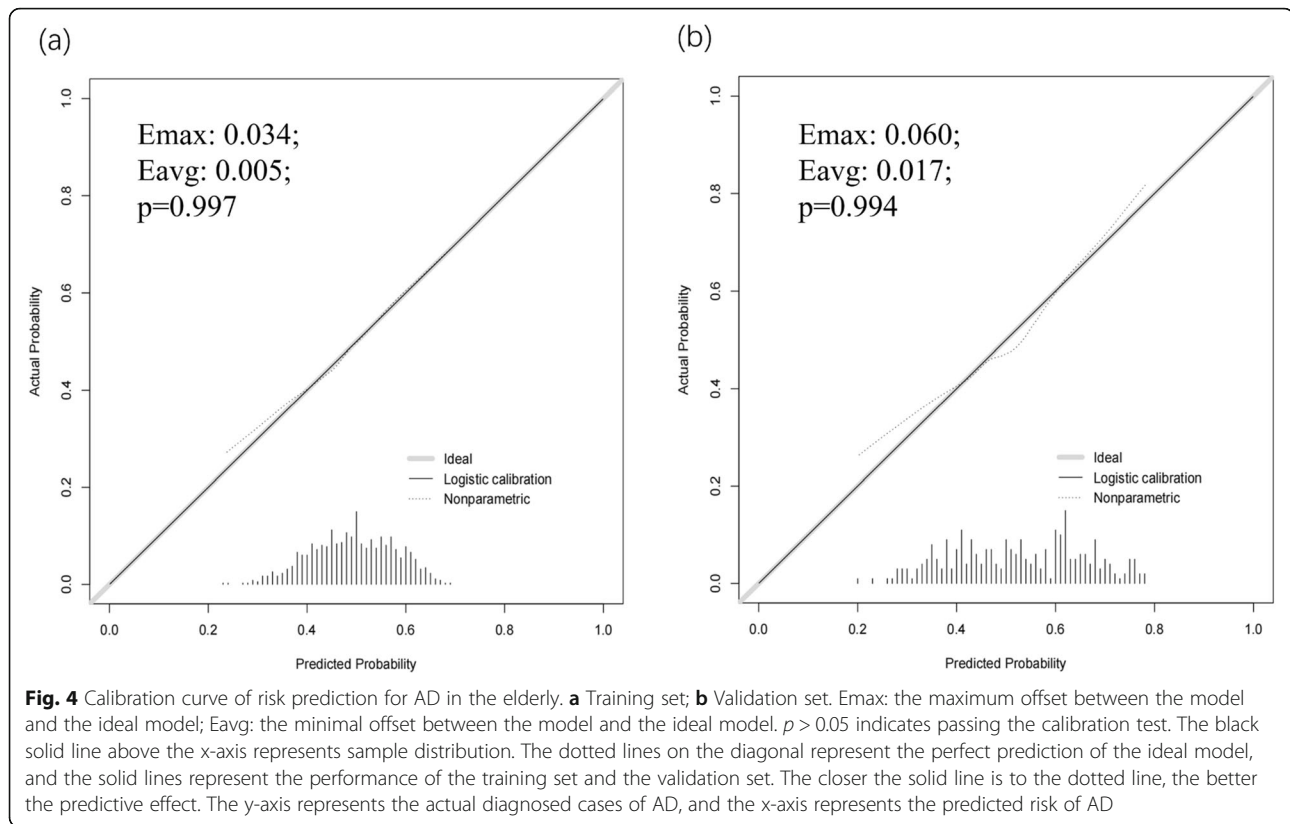 (a)
Emax: 0.034;
Eavg: 0.005;
p=0.997
Actual Probability
1.0
0.8
0.6
0.4
0.2
0.0
Ideal
Logistic calibration
Nonparametric
0.0 0.2 0.4 0.6 0.8 1.0
Predicted Probability
(b)
Emax: 0.060;
Eavg: 0.017;
p=0.994
Actual Probability
1.0
0.8
0.6
0.4
0.2
0.0
Ideal
Logistic calibration
Nonparametric
0.0 0.2 0.4 0.6 0.8 1.0
Predicted Probability
Fig. 4 Calibration curve of risk prediction for AD in the elderly. a Training set; b Validation set. Emax: the maximum offset between the model
and the ideal model; Eavg: the minimal offset between the model and the ideal model. p > 0.05 indicates passing the calibration test. The black
solid line above the x-axis represents sample distribution. The dotted lines on the diagonal represent the perfect prediction of the ideal model,
and the solid lines represent the performance of the training set and the validation set. The closer the solid line is to the dotted line, the better
the predictive effect. The y-axis represents the actual diagnosed cases of AD, and the x-axis represents the predicted risk of AD